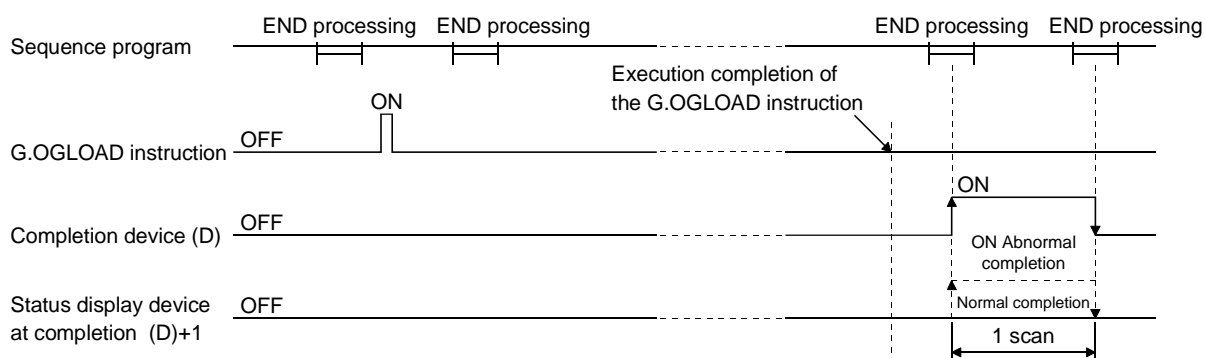 END processing END processing END processing END processing
Sequence program
Execution completion of
the G.OGLOAD instruction
ON
OFF
G.OGLOAD instruction
ON
OFF
Completion device (D)
ON Abnormal
completion
OFF
Status display device
at completion (D)+1
Normal completion
1 scan